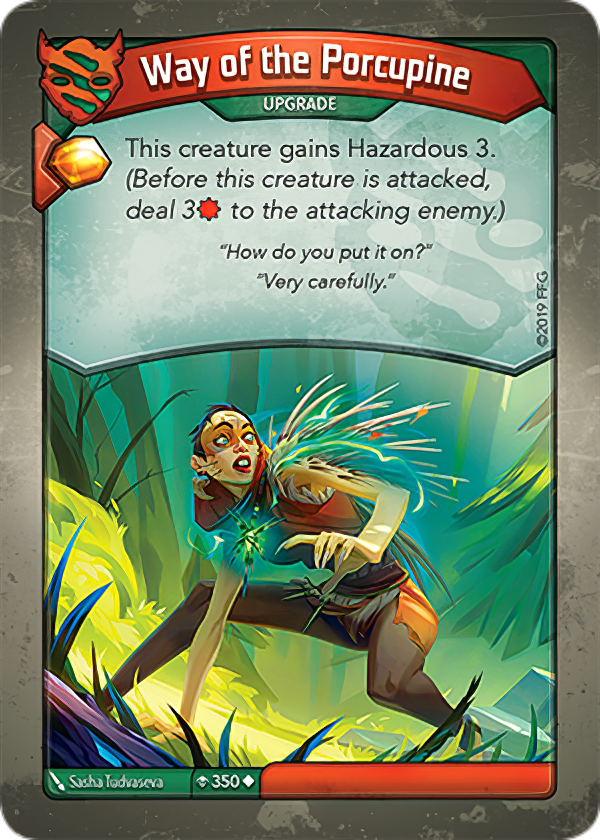 Way of the Porcupine
UPGRADE
This creature gains Hazardous 3.
(Before this creature is attacked,
deal 3 to the attacking enemy.)
"How do you put it on?"
"Very carefully."
©2019 FFG
Sasha
350